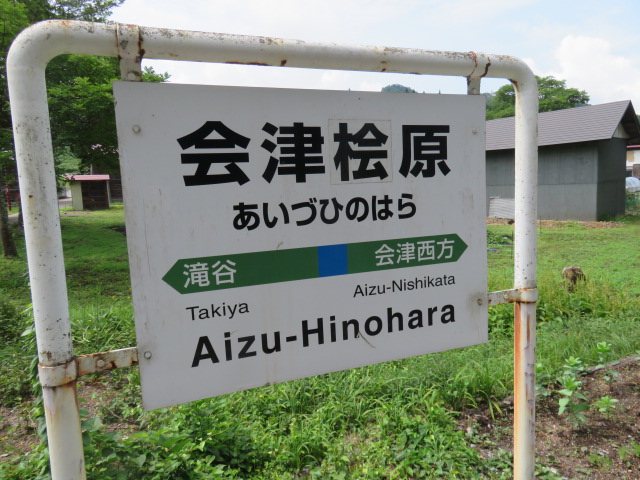 会津桧原
あいづひのはら
滝谷 会津西方
Takiya Aizu-Nishikata
Aizu-Hinohara